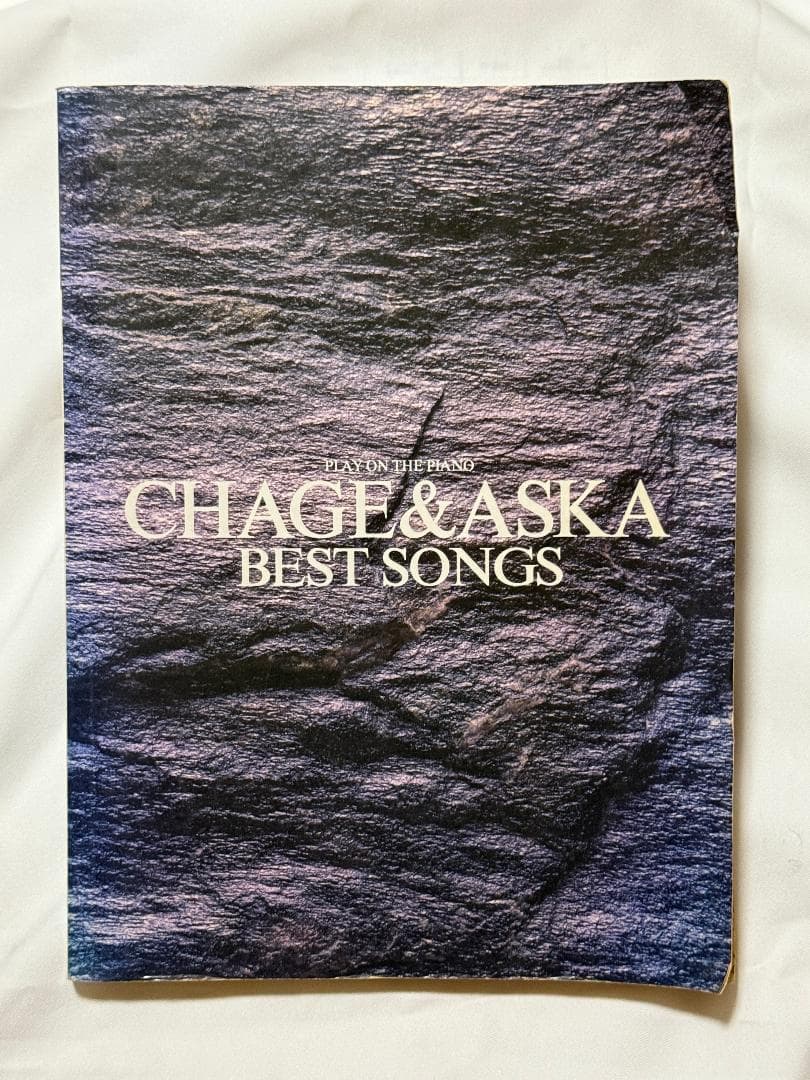 PLAY ON THE PIANO
CHAGE&ASKA
BEST SONGS